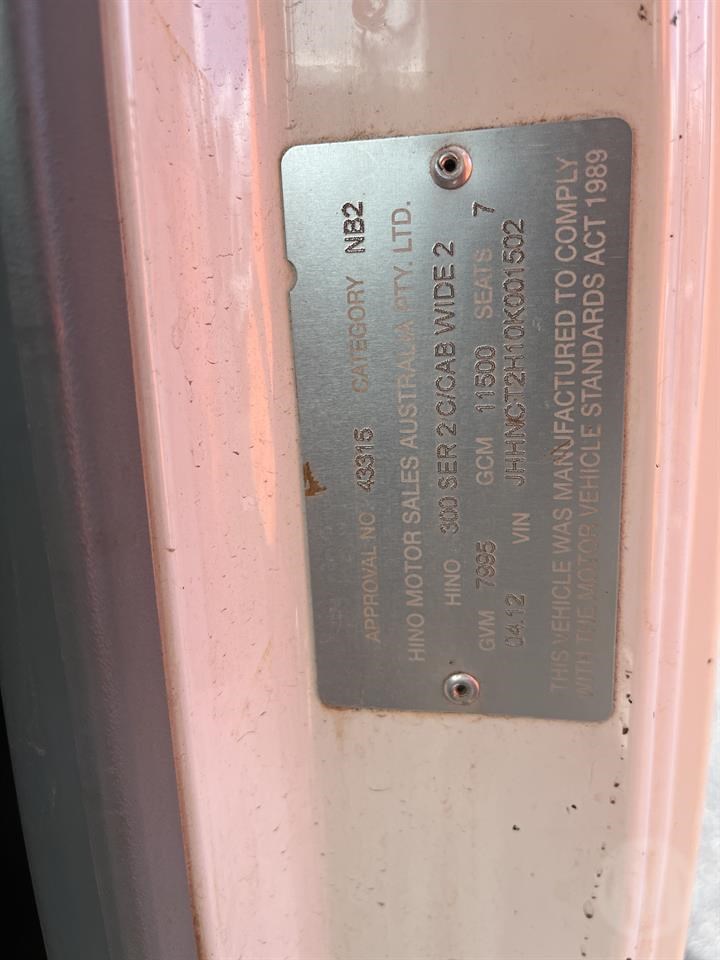 APPROVAL NO 43315 CATEGORY NB2
HINO MOTOR SALES AUSTRALIA PTY. LTD.
HINO 300 SER 2 C/CAB WIDE 2
GVM 7995 GCM 11500 SEATS 7
04.12 VIN JHHNCT2H10K001502
THIS VEHICLE WAS MANUFACTURED TO COMPLY
WITH THE MOTOR VEHICLE STANDARDS ACT 1989